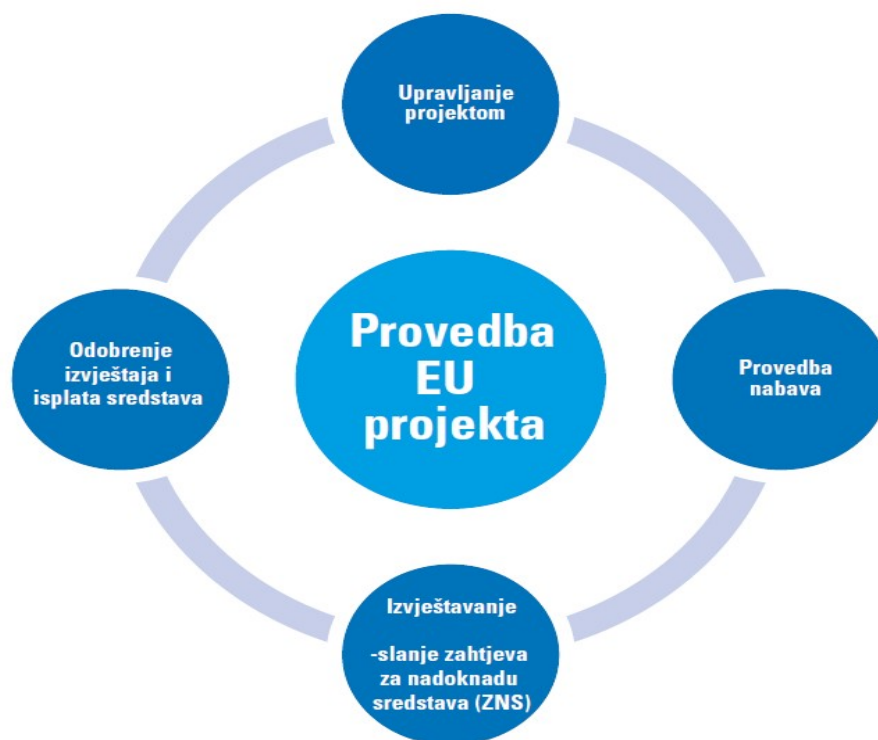 Upravljanje
projektom
Provedba
EU
projekta
Odobrenje
izvještaja i
isplata sredstava
Provedba
nabava
Izvještavanje
-slanje zahtjeva
za nadoknadu
sredstava (ZNS)